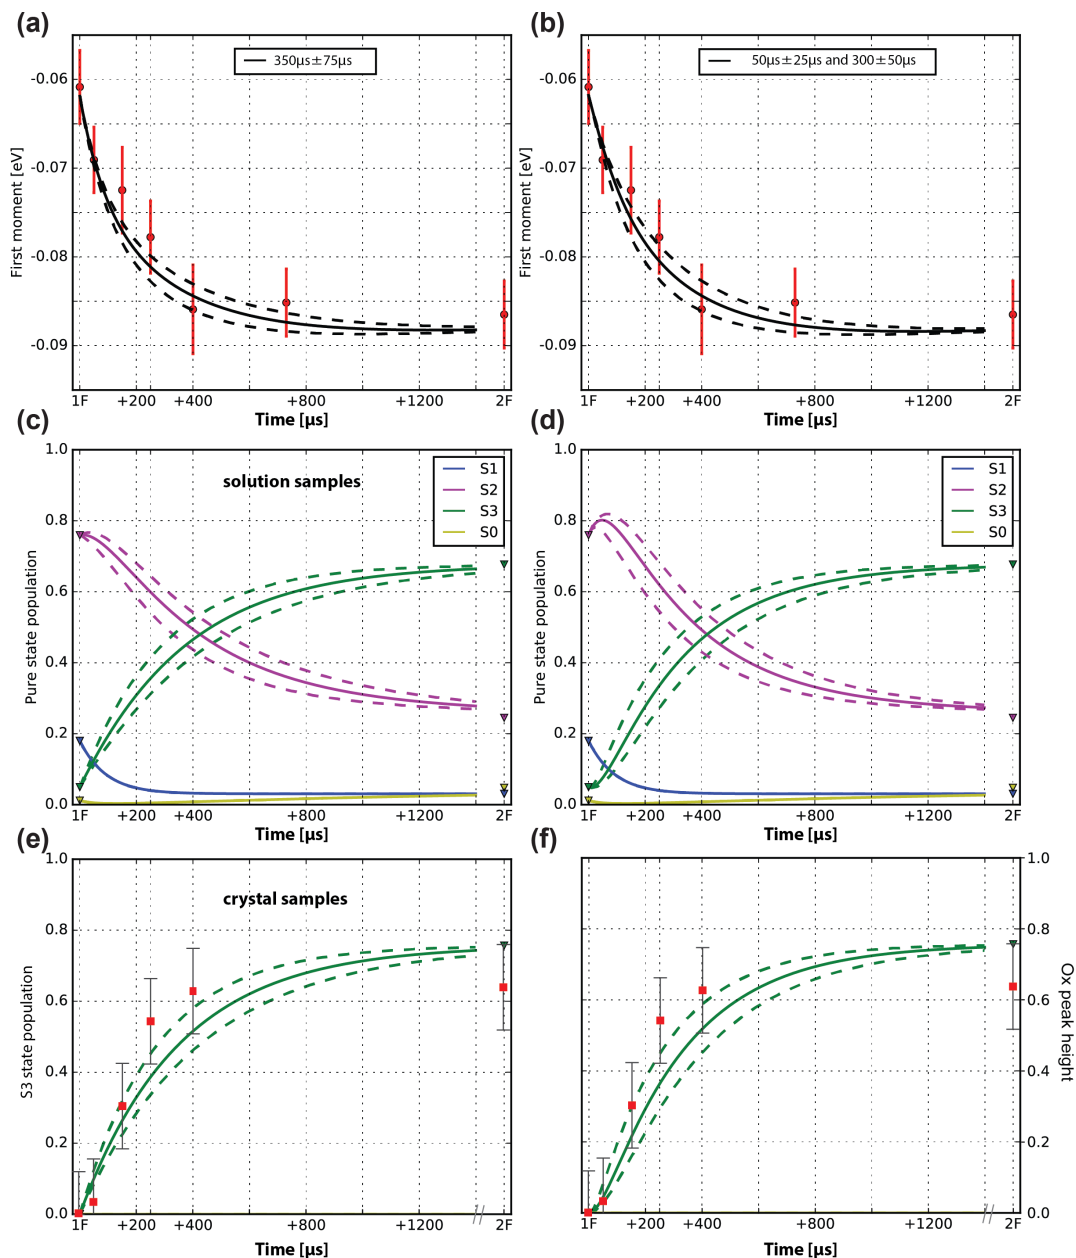 (a)
350µs±75µs
First moment [eV]
-0.06
-0.07
-0.08
-0.09
1F +200 +400 +800 +1200 2F
Time [µs]
(b)
50µs±25µs and 300±50µs
First moment [eV]
-0.06
-0.07
-0.08
-0.09
1F +200 +400 +800 +1200 2F
Time [µs]
(c)
solution samples
S1
S2
S3
S0
Pure state population
1.0
0.8
0.6
0.4
0.2
0.0
1F +200 +400 +800 +1200 2F
Time [µs]
(d)
S1
S2
S3
S0
Pure state population
1.0
0.8
0.6
0.4
0.2
0.0
1F +200 +400 +800 +1200 2F
Time [µs]
(e)
crystal samples
S3 state population
1.0
0.8
0.6
0.4
0.2
0.0
1F +200 +400 +800 +1200 2F
Time [µs]
(f)
Ox peak height
1.0
0.8
0.6
0.4
0.2
0.0
1F +200 +400 +800 +1200 2F
Time [µs]